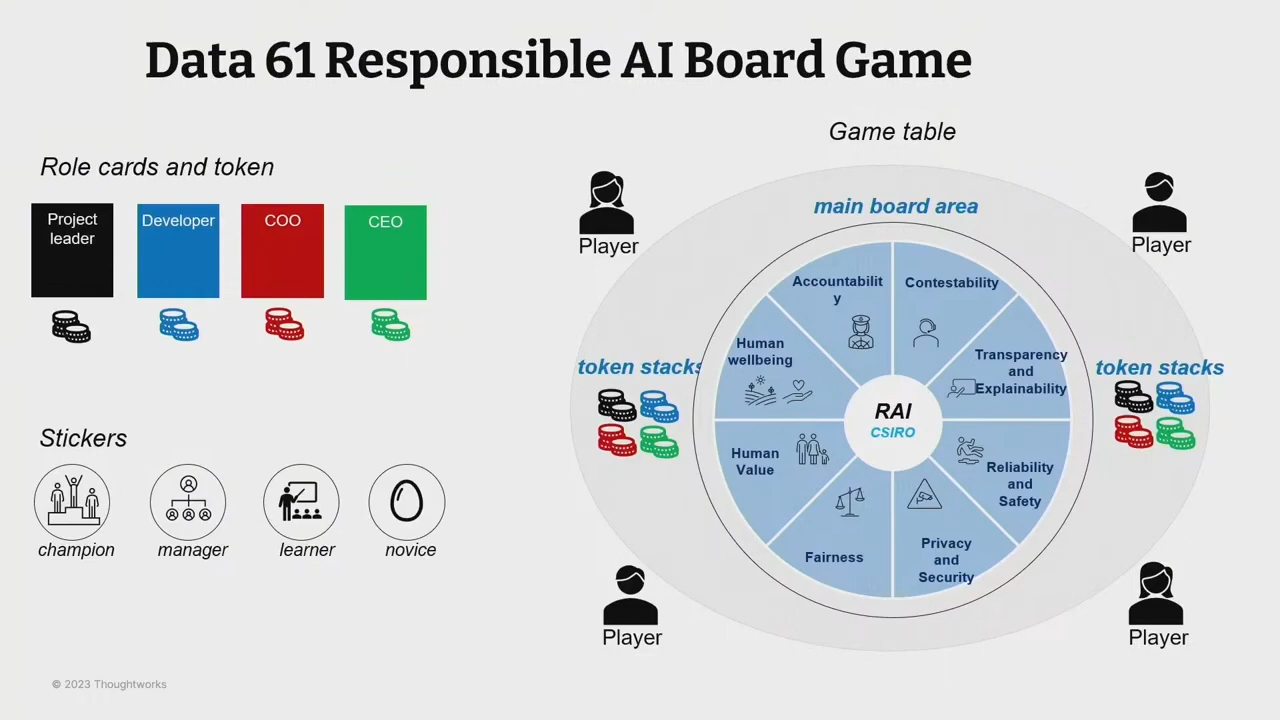 Data 61 Responsible AI Board Game
Role cards and token
Project
leader
Developer
COO
CEO
Stickers
champion
manager
learner
novice
Game table
Player
Player
main board area
token stacks
token stacks
Accountabilit
y
Contestability
Human
wellbeing
Transparency
and
Explainability
RAI
CSIRO
Human
Value
Reliability
and
Safety
Fairness
Privacy
and
Security
Player
Player
© 2023 Thoughtworks